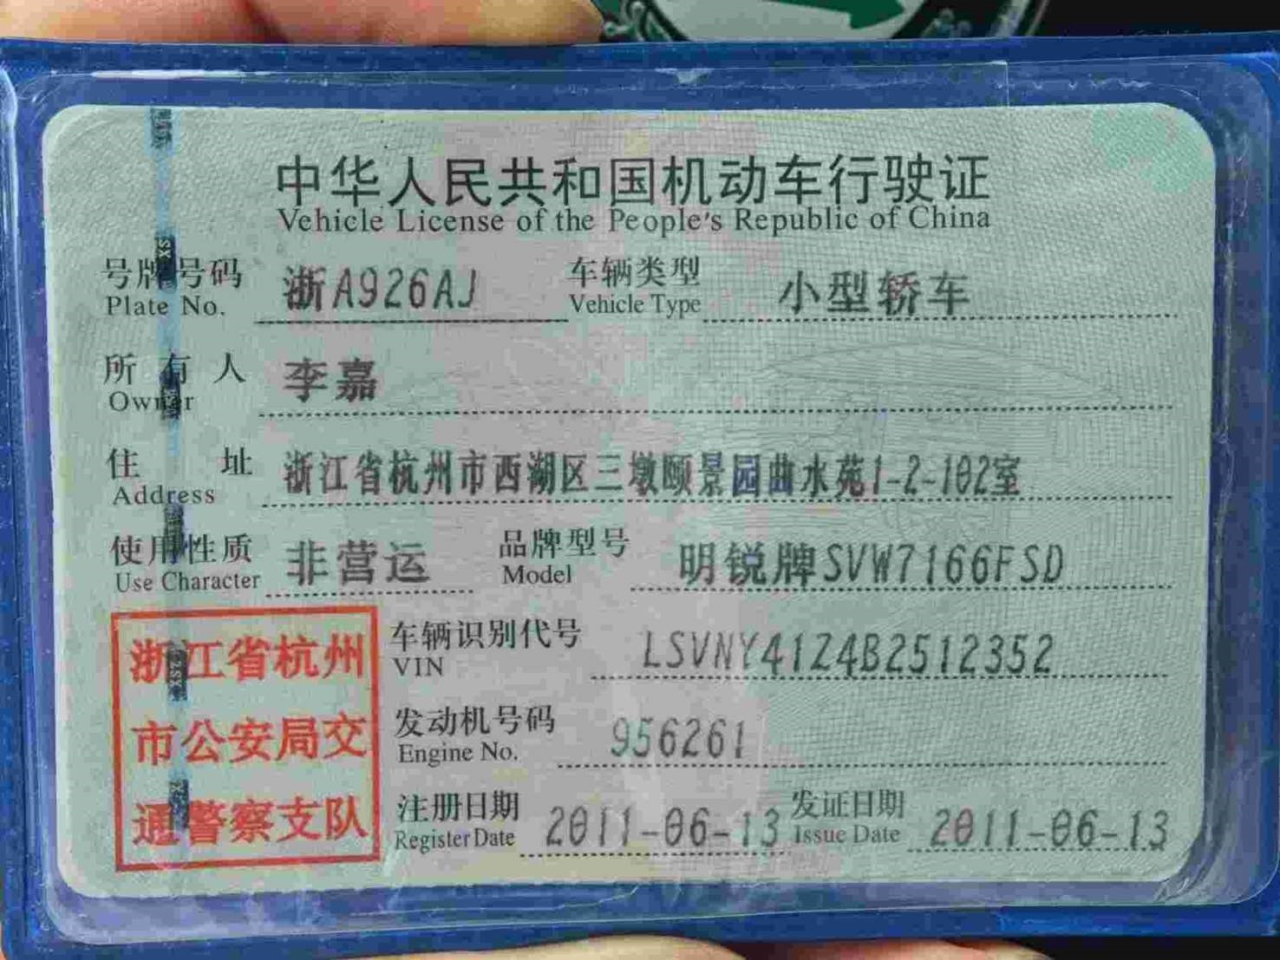 中华人民共和国机动车行驶证
Vehicle License of the People's Republic of China
号牌号码 浙A926AJ 车辆类型 小型轿车
Plate No. Vehicle Type
所有人 李嘉
Owner
住址 浙江省杭州市西湖区三墩颐景园曲水苑1-2-102室
Address
使用性质 非营运 品牌型号 明锐牌SVW7166FSD
Use Character Model
浙江省杭州
市公安局交
通警察支队
车辆识别代号 LSVNY41Z4B2512352
VIN
发动机号码 956261
Engine No.
注册日期 2011-06-13 发证日期 2011-06-13
Register Date Issue Date